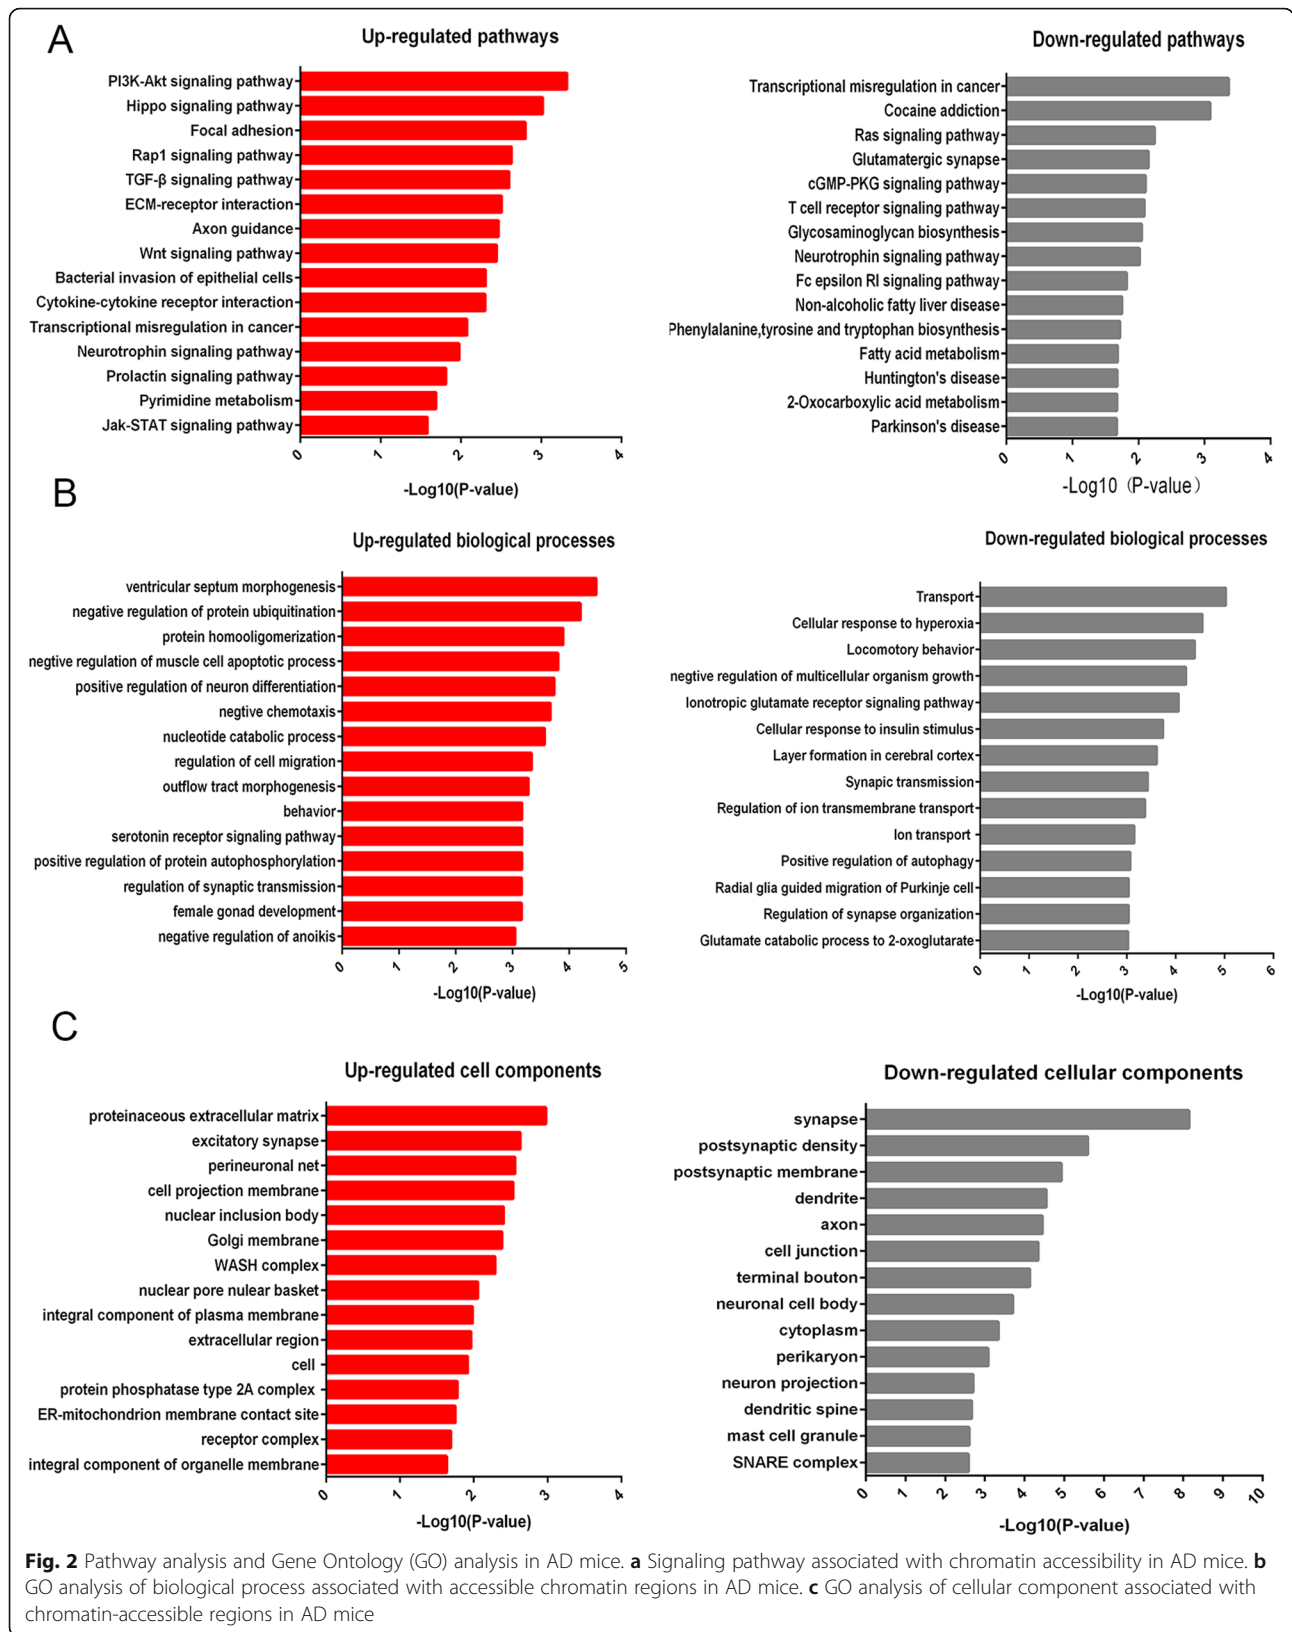 A
Up-regulated pathways
PI3K-Akt signaling pathway
Hippo signaling pathway
Focal adhesion
Rap1 signaling pathway
TGF-β signaling pathway
ECM-receptor interaction
Axon guidance
Wnt signaling pathway
Bacterial invasion of epithelial cells
Cytokine-cytokine receptor interaction
Transcriptional misregulation in cancer
Neurotrophin signaling pathway
Prolactin signaling pathway
Pyrimidine metabolism
Jak-STAT signaling pathway
0 1 2 3 4
-Log10(P-value)
Down-regulated pathways
Transcriptional misregulation in cancer
Cocaine addiction
Ras signaling pathway
Glutamatergic synapse
cGMP-PKG signaling pathway
T cell receptor signaling pathway
Glycosaminoglycan biosynthesis
Neurotrophin signaling pathway
Fc epsilon RI signaling pathway
Non-alcoholic fatty liver disease
Phenylalanine,tyrosine and tryptophan biosynthesis
Fatty acid metabolism
Huntington's disease
2-Oxocarboxylic acid metabolism
Parkinson's disease
0 1 2 3 4
-Log10（P-value）
B
Up-regulated biological processes
ventricular septum morphogenesis
negative regulation of protein ubiquitination
protein homooligomerization
negtive regulation of muscle cell apoptotic process
positive regulation of neuron differentiation
negtive chemotaxis
nucleotide catabolic process
regulation of cell migration
outflow tract morphogenesis
behavior
serotonin receptor signaling pathway
positive regulation of protein autophosphorylation
regulation of synaptic transmission
female gonad development
negative regulation of anoikis
0 1 2 3 4 5
-Log10(P-value)
Down-regulated biological processes
Transport
Cellular response to hyperoxia
Locomotory behavior
negtive regulation of multicellular organism growth
Ionotropic glutamate receptor signaling pathway
Cellular response to insulin stimulus
Layer formation in cerebral cortex
Synapic transmission
Regulation of ion transmembrane transport
Ion transport
Positive regulation of autophagy
Radial glia guided migration of Purkinje cell
Regulation of synapse organization
Glutamate catabolic process to 2-oxoglutarate
0 1 2 3 4 5 6
-Log10(P-value)
C
Up-regulated cell components
proteinaceous extracellular matrix
excitatory synapse
perineuronal net
cell projection membrane
nuclear inclusion body
Golgi membrane
WASH complex
nuclear pore nulear basket
integral component of plasma membrane
extracellular region
cell
protein phosphatase type 2A complex
ER-mitochondrion membrane contact site
receptor complex
integral component of organelle membrane
0 1 2 3 4
-Log10(P-value)
Down-regulated cellular components
synapse
postsynaptic density
postsynaptic membrane
dendrite
axon
cell junction
terminal bouton
neuronal cell body
cytoplasm
perikaryon
neuron projection
dendritic spine
mast cell granule
SNARE complex
0 1 2 3 4 5 6 7 8 9 10
-Log10(P-value)
Fig. 2 Pathway analysis and Gene Ontology (GO) analysis in AD mice. a Signaling pathway associated with chromatin accessibility in AD mice. b
GO analysis of biological process associated with accessible chromatin regions in AD mice. c GO analysis of cellular component associated with
chromatin-accessible regions in AD mice